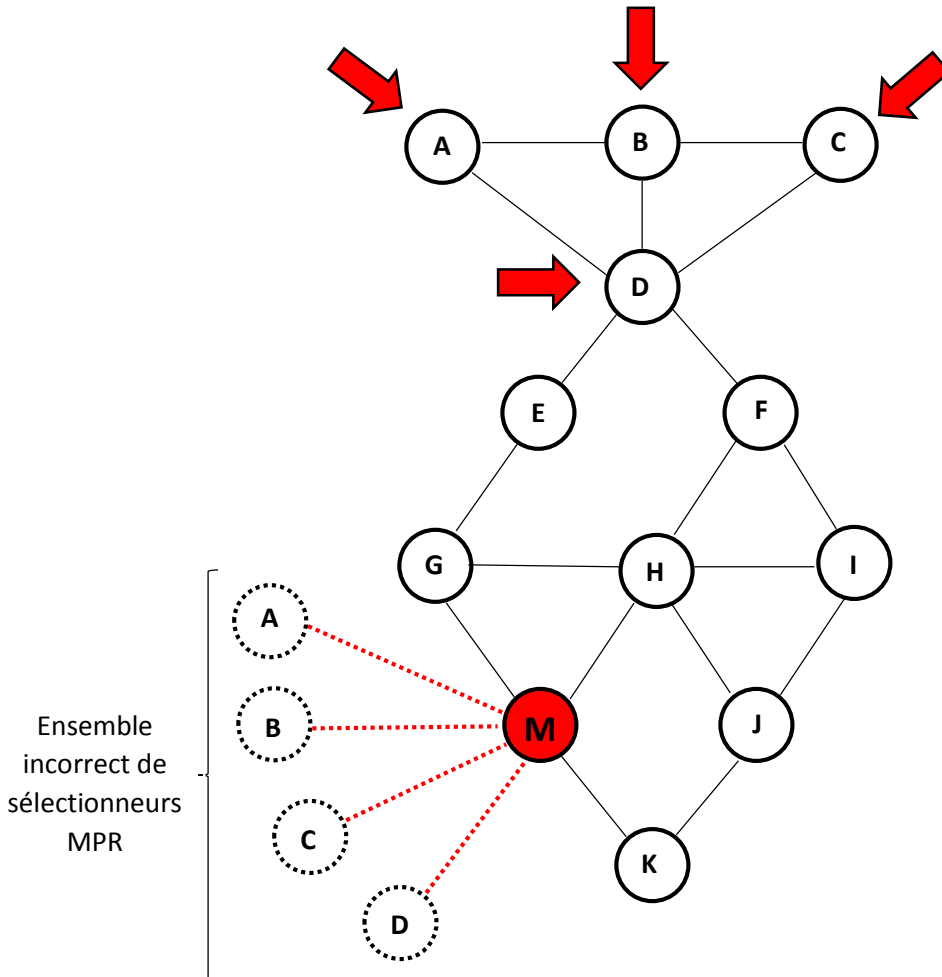 A
B
C
D
E
F
G
H
I
A
Ensemble
incorrect de
sélectionneurs
MPR
B
M
J
C
K
D